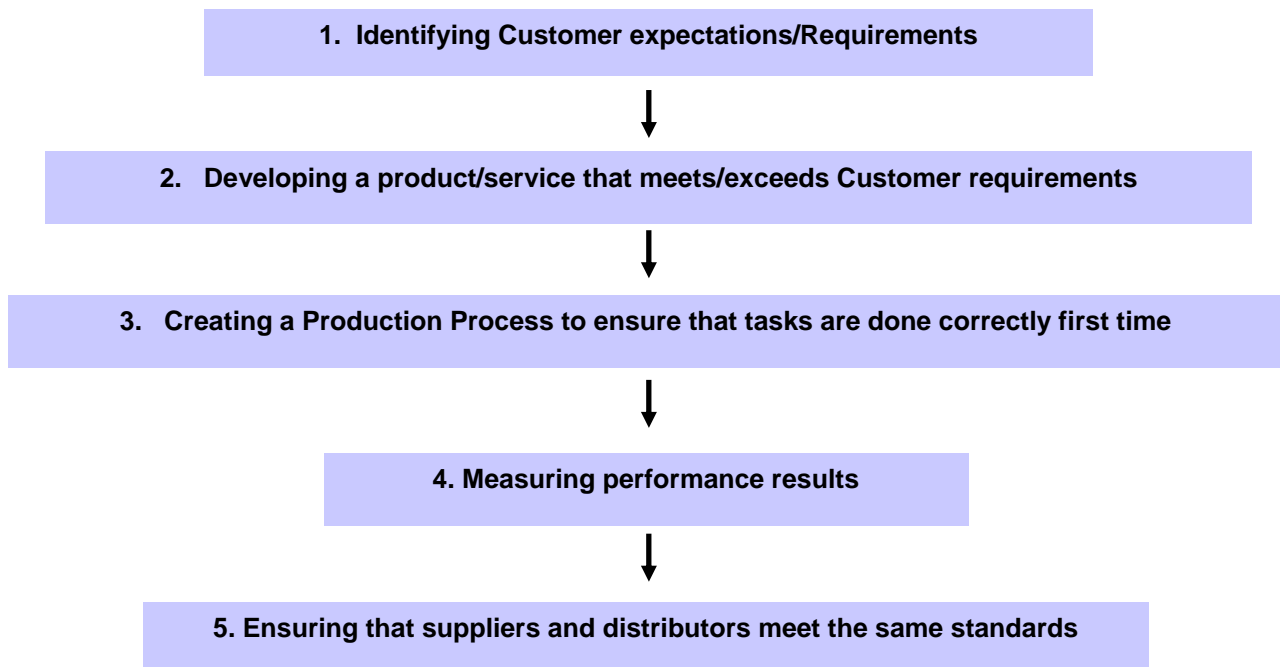 1. Identifying Customer expectations/Requirements
2. Developing a product/service that meets/exceeds Customer requirements
3. Creating a Production Process to ensure that tasks are done correctly first time
4. Measuring performance results
5. Ensuring that suppliers and distributors meet the same standards